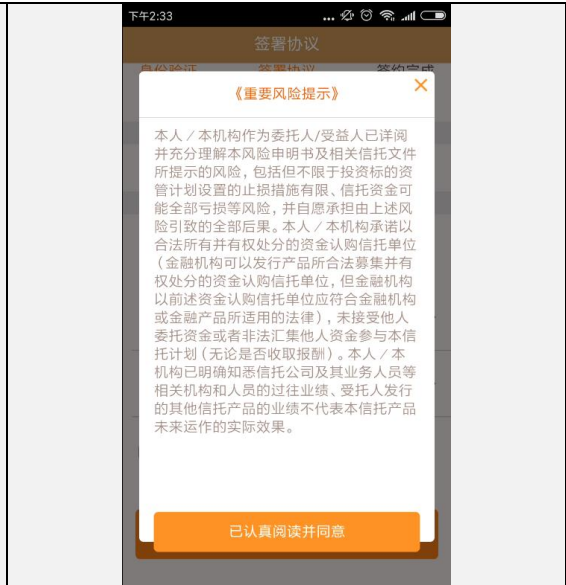 下午2:33
...
签署协议
身份验证 签署协议 签约完成
《重要风险提示》
本人／本机构作为委托人/受益人已详阅
并充分理解本风险申明书及相关信托文件
所提示的风险，包括但不限于投资标的资
管计划设置的止损措施有限、信托资金可
能全部亏损等风险，并自愿承担由上述风
险引致的全部后果。本人／本机构承诺以
合法所有并有权处分的资金认购信托单位
（金融机构可以发行产品所合法募集并有
权处分的资金认购信托单位，但金融机构
以前述资金认购信托单位应符合金融机构
或金融产品所适用的法律），未接受他人
委托资金或者非法汇集他人资金参与本信
托计划（无论是否收取报酬）。本人／本
机构已明确知悉信托公司及其业务人员等
相关机构和人员的过往业绩、受托人发行
的其他信托产品的业绩不代表本信托产品
未来运作的实际效果。
已认真阅读并同意